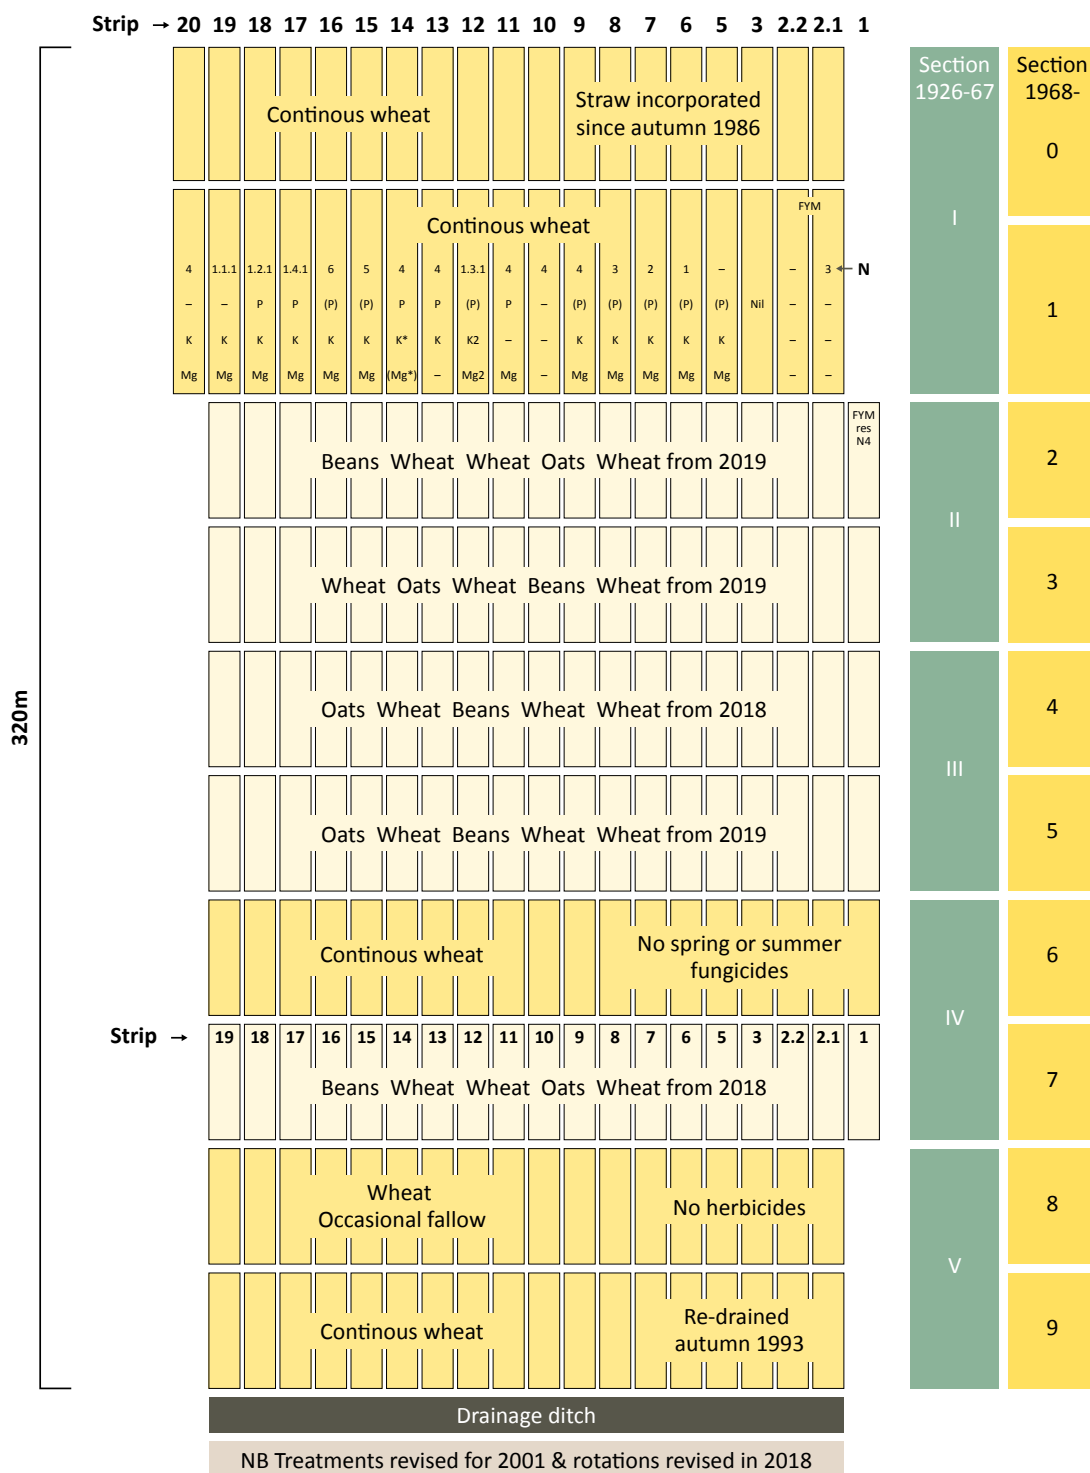 Strip → 20 19 18 17 16 15 14 13 12 11 10 9 8 7 6 5 3 2.2 2.1 1
Section 1926-67
Section 1968-
320m
Continous wheat
Straw incorporated
since autumn 1986
0
I
FYM
Continous wheat
4 1.1.1 1.2.1 1.4.1 6 5 4 4 1.3.1 4 4 4 3 2 1 – – 3 ← N
– – P P (P) (P) P P (P) P – (P) (P) (P) (P) (P) Nil – –
K K K K K K K* K K2 – – K K K K K – –
Mg Mg Mg Mg Mg Mg (Mg*) – Mg2 Mg – Mg Mg Mg Mg Mg – –
1
FYM
res
N4
Beans Wheat Wheat Oats Wheat from 2019
2
II
Wheat Oats Wheat Beans Wheat from 2019
3
Oats Wheat Beans Wheat Wheat from 2018
4
III
Oats Wheat Beans Wheat Wheat from 2019
5
Continous wheat
No spring or summer
fungicides
6
IV
Strip → 19 18 17 16 15 14 13 12 11 10 9 8 7 6 5 3 2.2 2.1 1
Beans Wheat Wheat Oats Wheat from 2018
7
Wheat
Occasional fallow
No herbicides
8
V
Continous wheat
Re-drained
autumn 1993
9
Drainage ditch
NB Treatments revised for 2001 & rotations revised in 2018